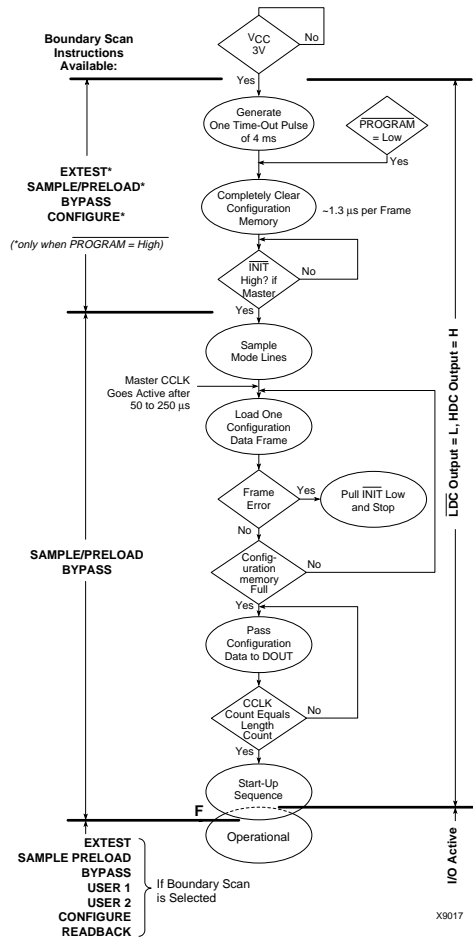 Boundary Scan
Instructions
Available:
VCC
3V
No
Yes
Generate
One Time-Out Pulse
of 4 ms
PROGRAM
= Low
Yes
EXTEST*
SAMPLE/PRELOAD*
BYPASS
CONFIGURE*
(*only when PROGRAM = High)
Completely Clear
Configuration
Memory
~1.3 µs per Frame
INIT
High? if
Master
No
Yes
Sample
Mode Lines
Master CCLK
Goes Active after
50 to 250 µs
Load One
Configuration
Data Frame
Frame
Error
Yes
Pull INIT Low
and Stop
No
SAMPLE/PRELOAD
BYPASS
Config-
uration
memory
Full
No
Yes
Pass
Configuration
Data to DOUT
CCLK
Count Equals
Length
Count
No
Yes
Start-Up
Sequence
F
Operational
LDC Output = L, HDC Output = H
I/O Active
EXTEST
SAMPLE PRELOAD
BYPASS
USER 1
USER 2
CONFIGURE
READBACK
If Boundary Scan
is Selected
X9017